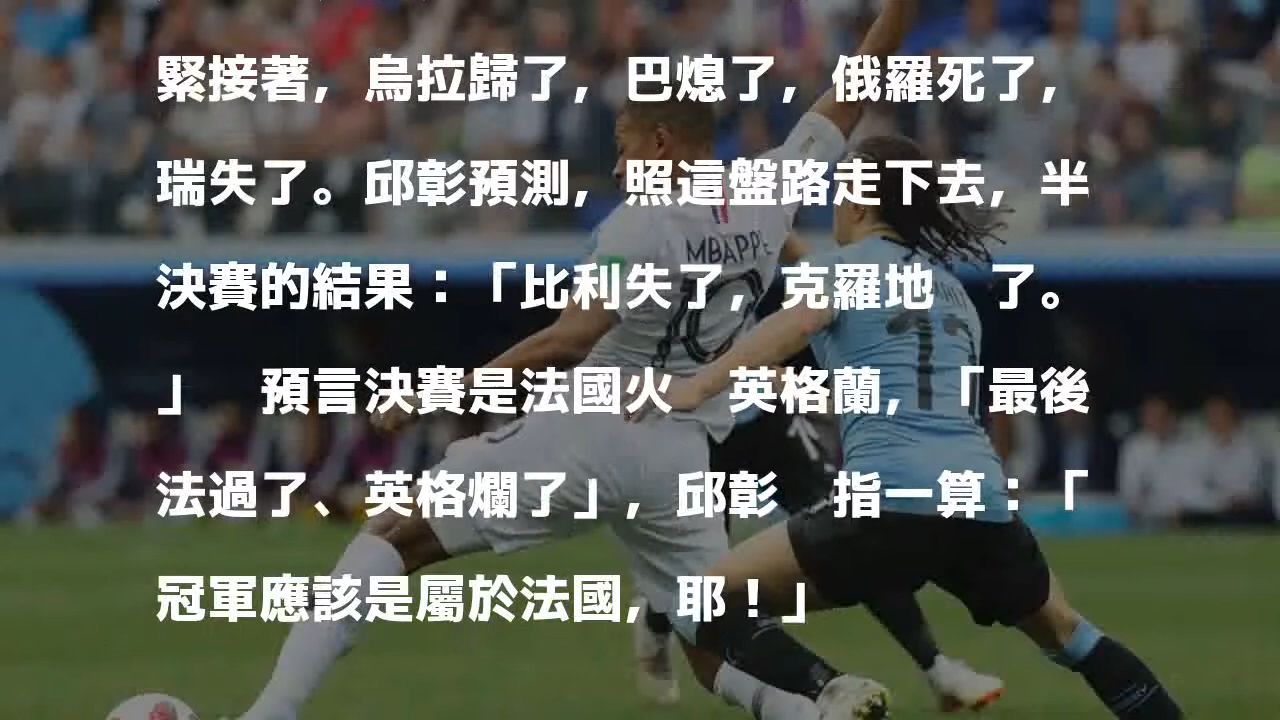 緊接著，烏拉歸了，巴熄了，俄羅死了，
瑞失了。邱彰預測，照這盤路走下去，半
決賽的結果：「比利失了，克羅地　了。
」　預言決賽是法國火　英格蘭，「最後
法過了、英格爛了」，邱彰　指一算：「
冠軍應該是屬於法國，耶！」
MBAPPE
10